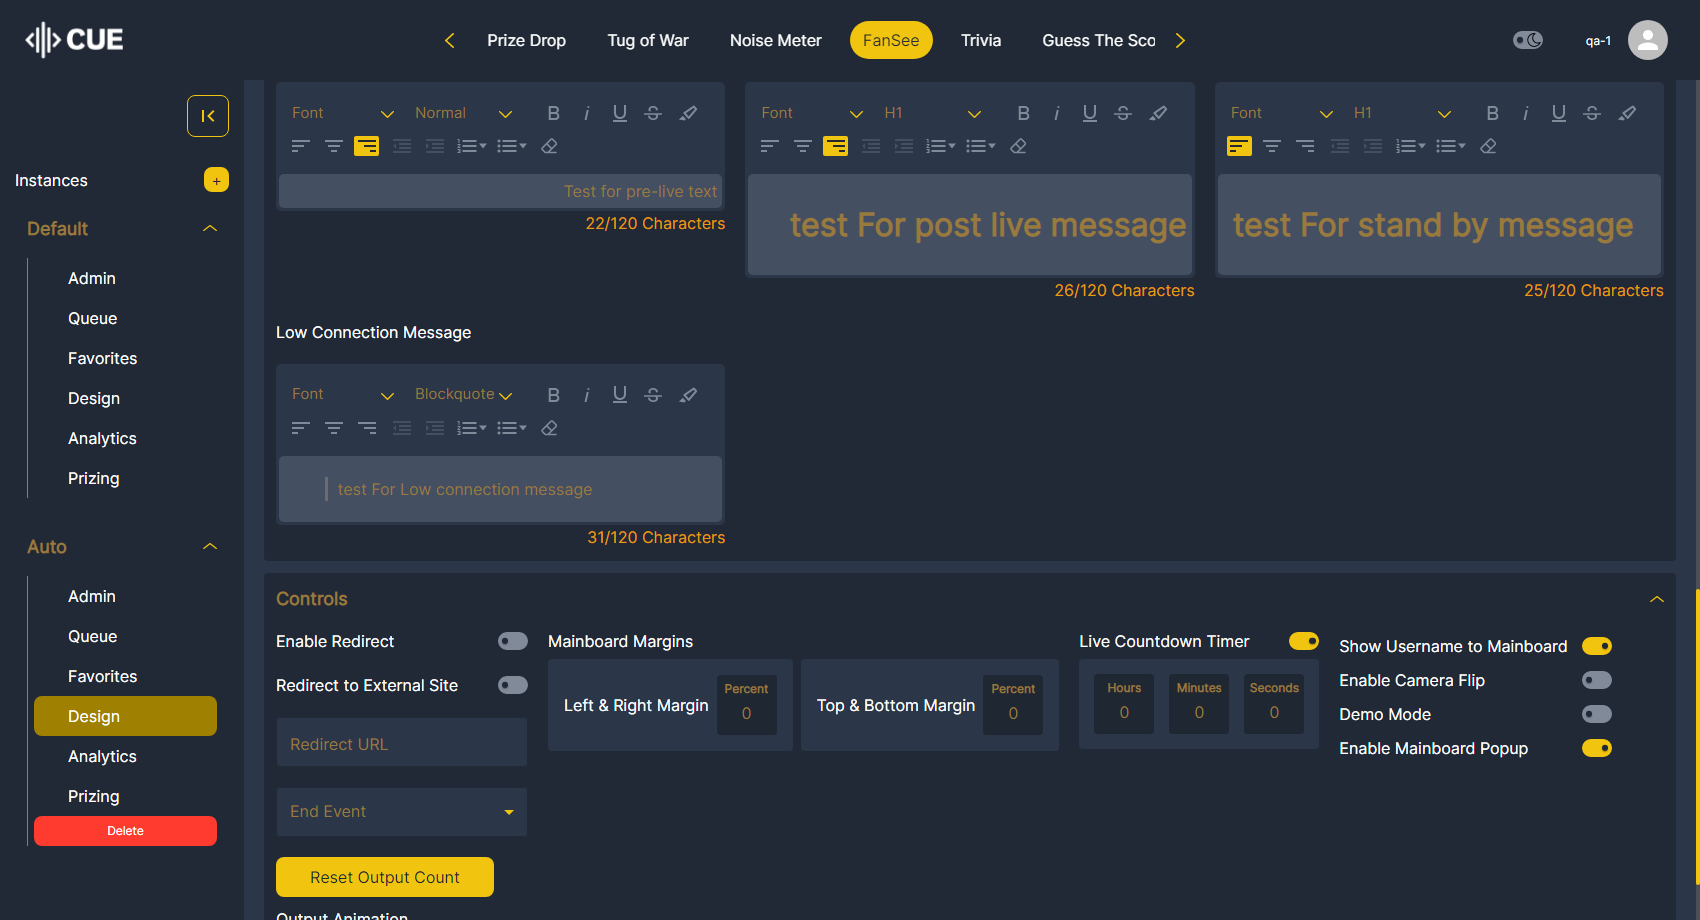 CUE
Prize Drop
Tug of War
Noise Meter
FanSee
Trivia
Guess The Sco
qa-1
Instances
+
Default
Admin
Queue
Favorites
Design
Analytics
Prizing
Auto
Admin
Queue
Favorites
Design
Analytics
Prizing
Delete
Font
Normal
B i U S
Test for pre-live text
22/120 Characters
Font
H1
B i U S
test For post live message
26/120 Characters
Font
H1
B i U S
test For stand by message
25/120 Characters
Low Connection Message
Font
Blockquote
B i U S
test For Low connection message
31/120 Characters
Controls
Enable Redirect
Redirect to External Site
Redirect URL
End Event
Reset Output Count
Output Animation
Mainboard Margins
Left & Right Margin
Percent
0
Top & Bottom Margin
Percent
0
Live Countdown Timer
Hours
0
Minutes
0
Seconds
0
Show Username to Mainboard
Enable Camera Flip
Demo Mode
Enable Mainboard Popup